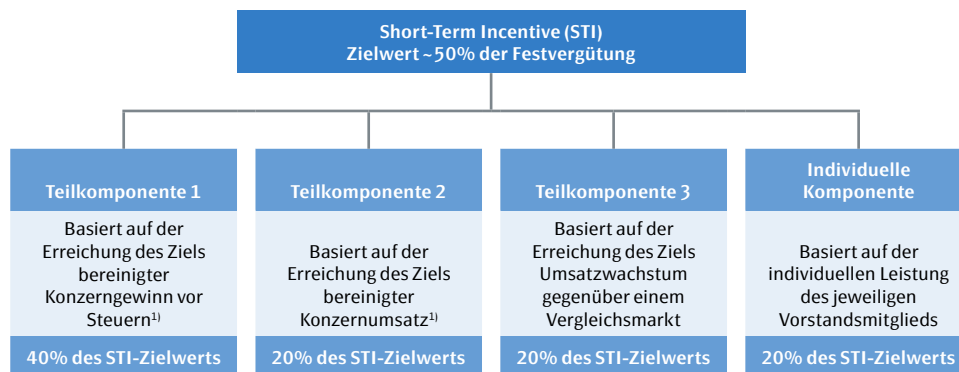 Short-Term Incentive (STI)
Zielwert ~50% der Festvergütung
Teilkomponente 1
Basiert auf der
Erreichung des Ziels
bereinigter
Konzerngewinn vor
Steuern1)
40% des STI-Zielwerts
Teilkomponente 2
Basiert auf der
Erreichung des Ziels
bereinigter
Konzernumsatz1)
20% des STI-Zielwerts
Teilkomponente 3
Basiert auf der
Erreichung des Ziels
Umsatzwachstum
gegenüber einem
Vergleichsmarkt
20% des STI-Zielwerts
Individuelle
Komponente
Basiert auf der
individuellen Leistung
des jeweiligen
Vorstandsmitglieds
20% des STI-Zielwerts